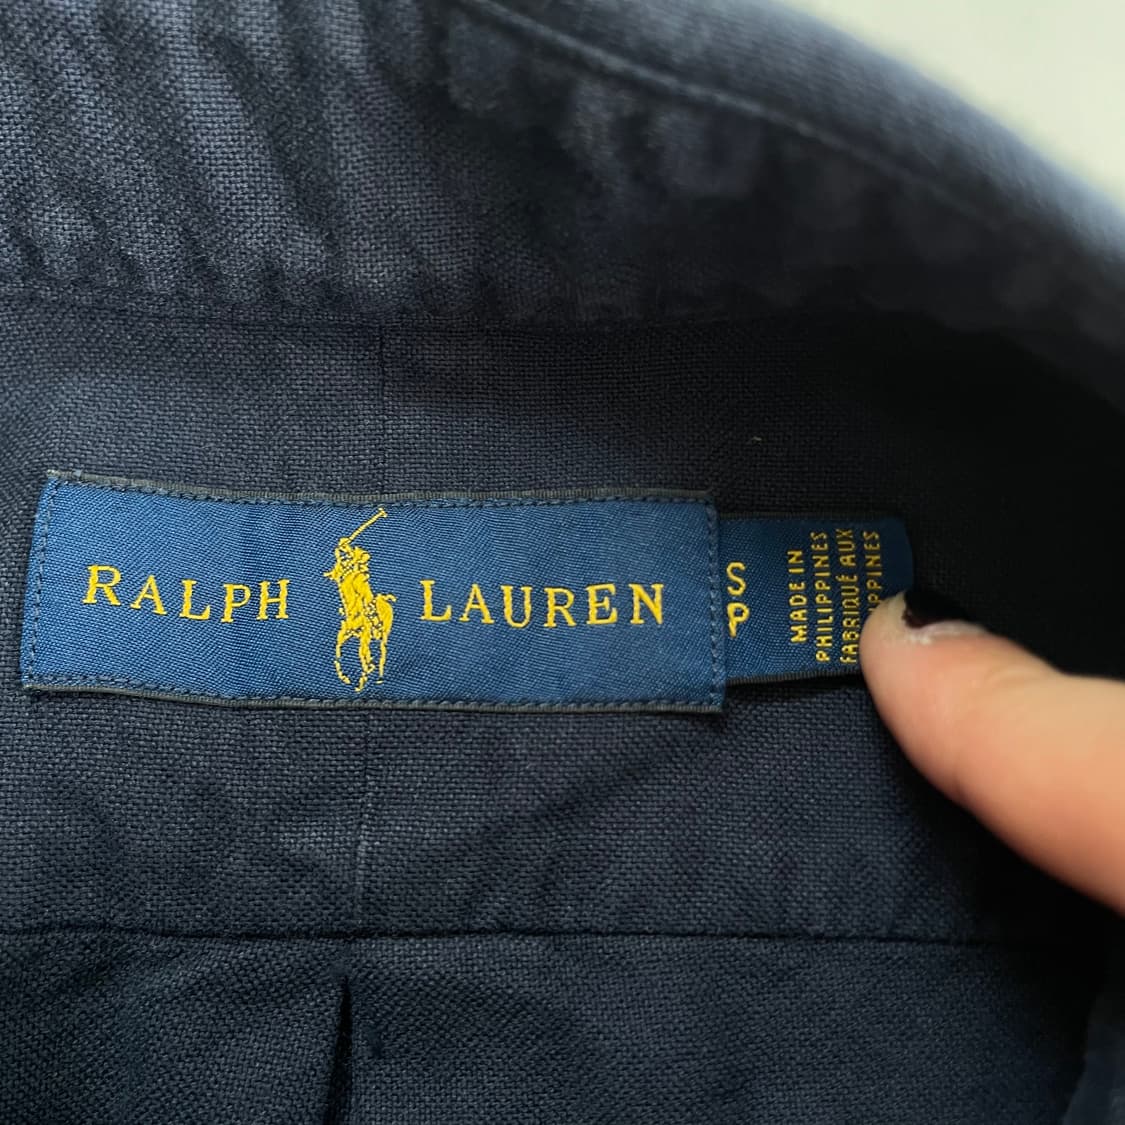 RALPH LAUREN
S
P
MADE IN
PHILIPPINES
FABRIQUÉ AUX